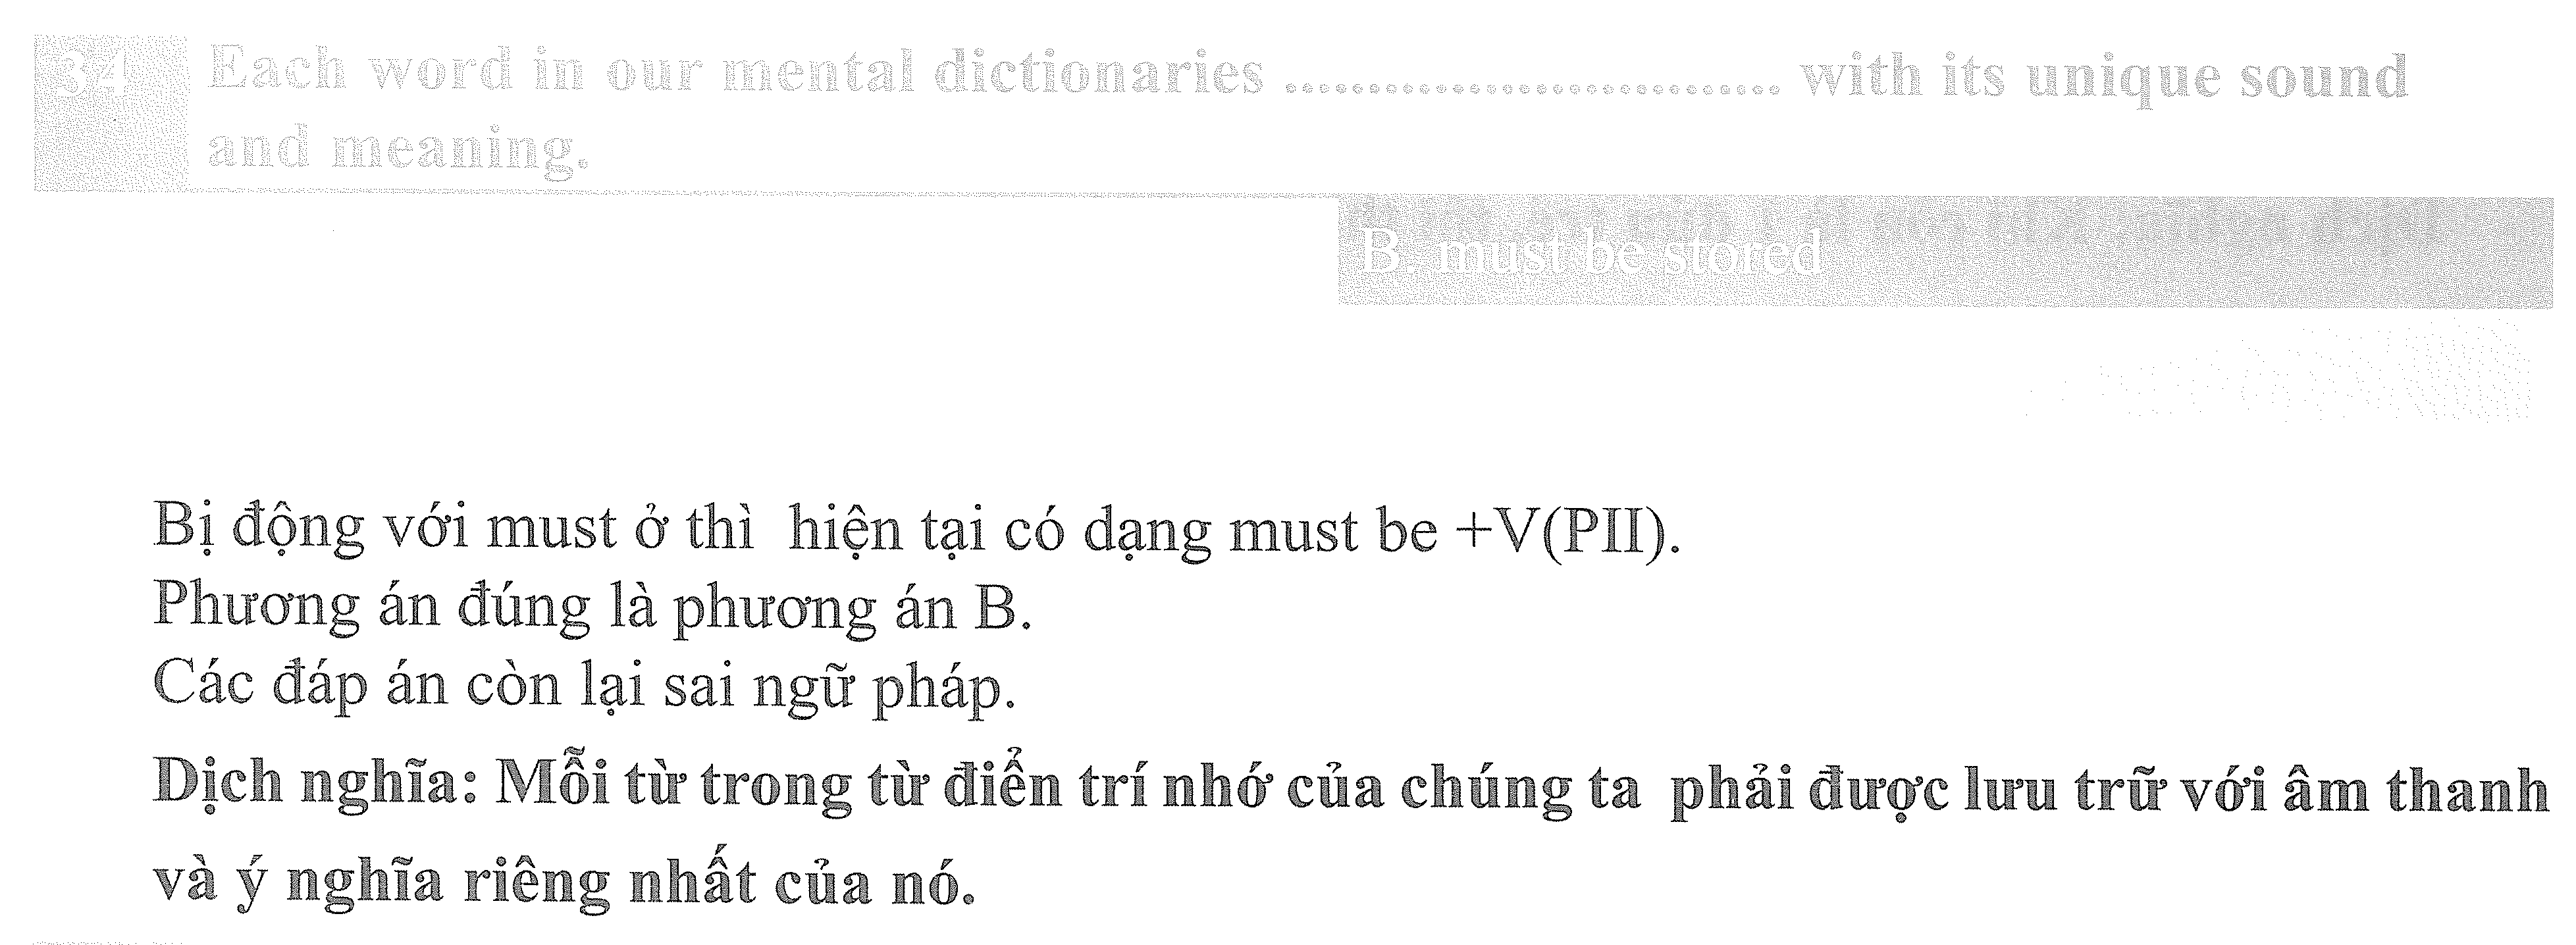 34 Each word in our mental dictionaries .............................. with its unique sound
and meaning.
B. must be stored
Bị động với must ở thì hiện tại có dạng must be +V(PII).
Phương án đúng là phương án B.
Các đáp án còn lại sai ngữ pháp.
Dịch nghĩa: Mỗi từ trong từ điển trí nhớ của chúng ta phải được lưu trữ với âm thanh
và ý nghĩa riêng nhất của nó.